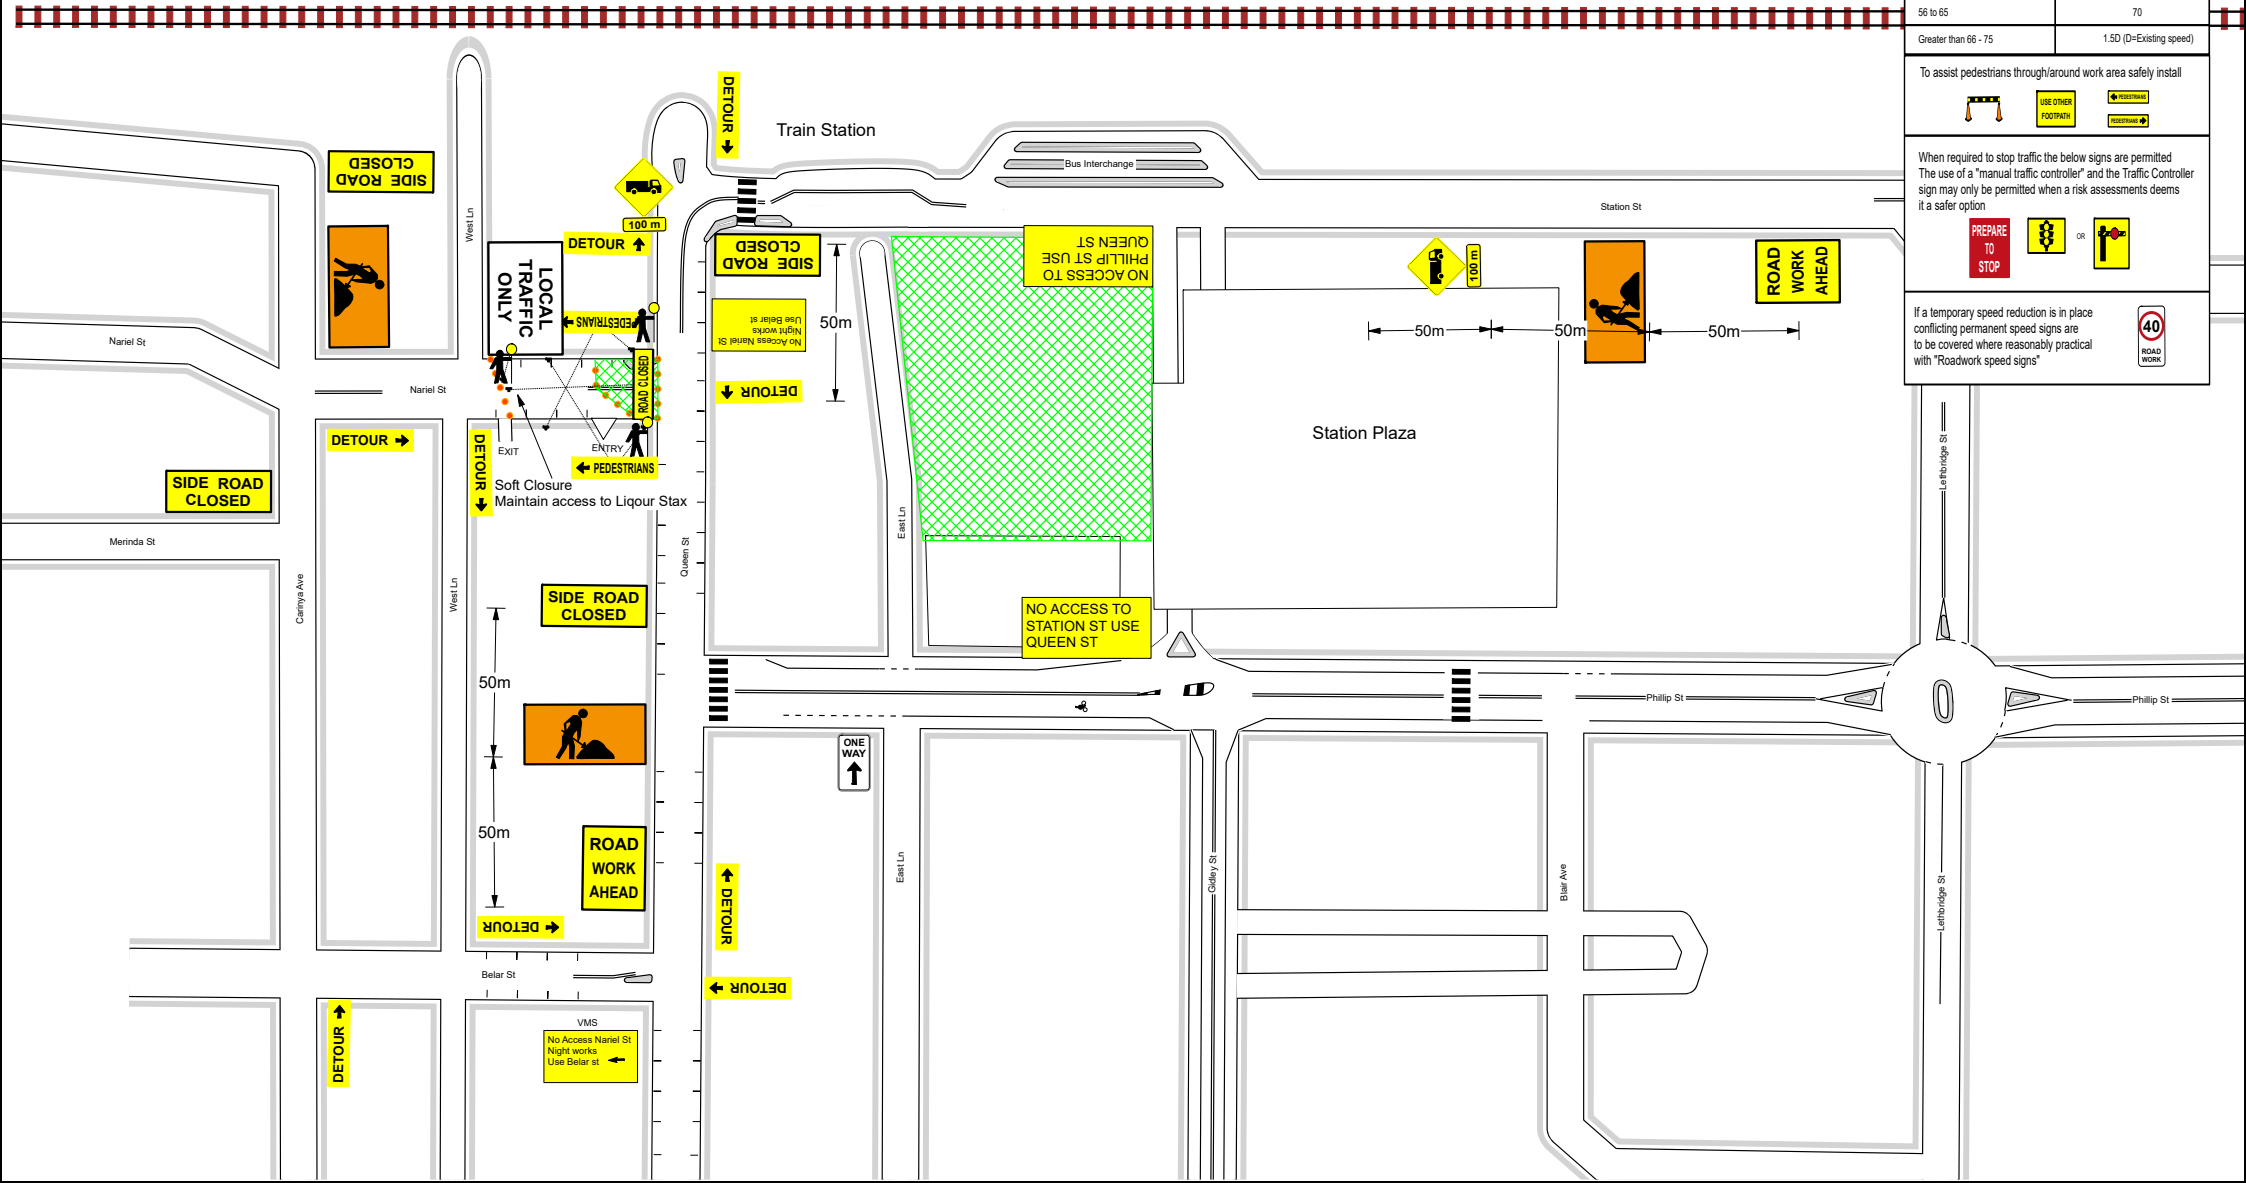 56 to 65
70
Greater than 66 - 75
1.5D (D=Existing speed)
To assist pedestrians through/around work area safely install
USE OTHER
FOOTPATH
PEDESTRIANS
PEDESTRIANS
When required to stop traffic the below signs are permitted
The use of a "manual traffic controller" and the Traffic Controller
sign may only be permitted when a risk assessments deems
it a safer option
PREPARE
TO
STOP
OR
If a temporary speed reduction is in place
conflicting permanent speed signs are
to be covered where reasonably practical
with "Roadwork speed signs"
40
ROAD
WORK
DETOUR
Train Station
Bus Interchange
Station St
SIDE ROAD
CLOSED
West Ln
100 m
DETOUR
LOCAL
TRAFFIC
ONLY
PEDESTRIANS
ROAD CLOSED
SIDE ROAD
CLOSED
No Access Nariel St
Night works
Use Belar st
50m
DETOUR
NO ACCESS TO
PHILLIP ST USE
QUEEN ST
100 m
ROAD
WORK
AHEAD
50m
50m
50m
Nariel St
Nariel St
DETOUR
DETOUR
EXIT
ENTRY
PEDESTRIANS
Soft Closure
Maintain access to Liqour Stax
SIDE ROAD
CLOSED
Merinda St
Station Plaza
Lethbridge St
East Ln
Queen St
Carinya Ave
West Ln
SIDE ROAD
CLOSED
NO ACCESS TO
STATION ST USE
QUEEN ST
50m
Phillip St
Phillip St
ONE
WAY
50m
ROAD
WORK
AHEAD
East Ln
Gidley St
Blair Ave
Lethbridge St
DETOUR
DETOUR
Belar St
DETOUR
DETOUR
VMS
No Access Nariel St
Night works
Use Belar st